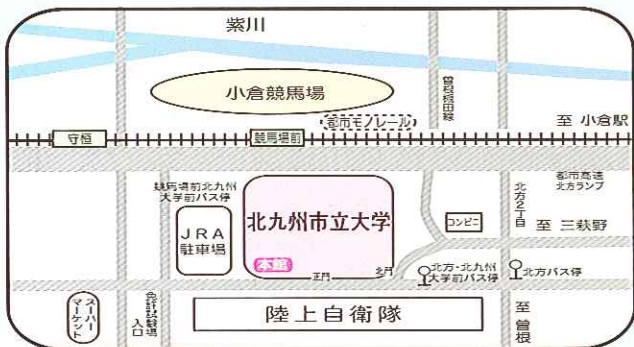 紫川
小倉競馬場
曽根板田線
都市モノレール
至 小倉駅
守恒
競馬場前
競馬場前北九州
大学前バス停
都市高速
北方ランプ
北方2丁目
北九州市立大学
JRA
駐車場
コンビニ
至 三萩野
本館
正門
北門
北方・北九州
大学前バス停
北方バス停
スーパー
マーケット
入口
陸上自衛隊
至 曽根